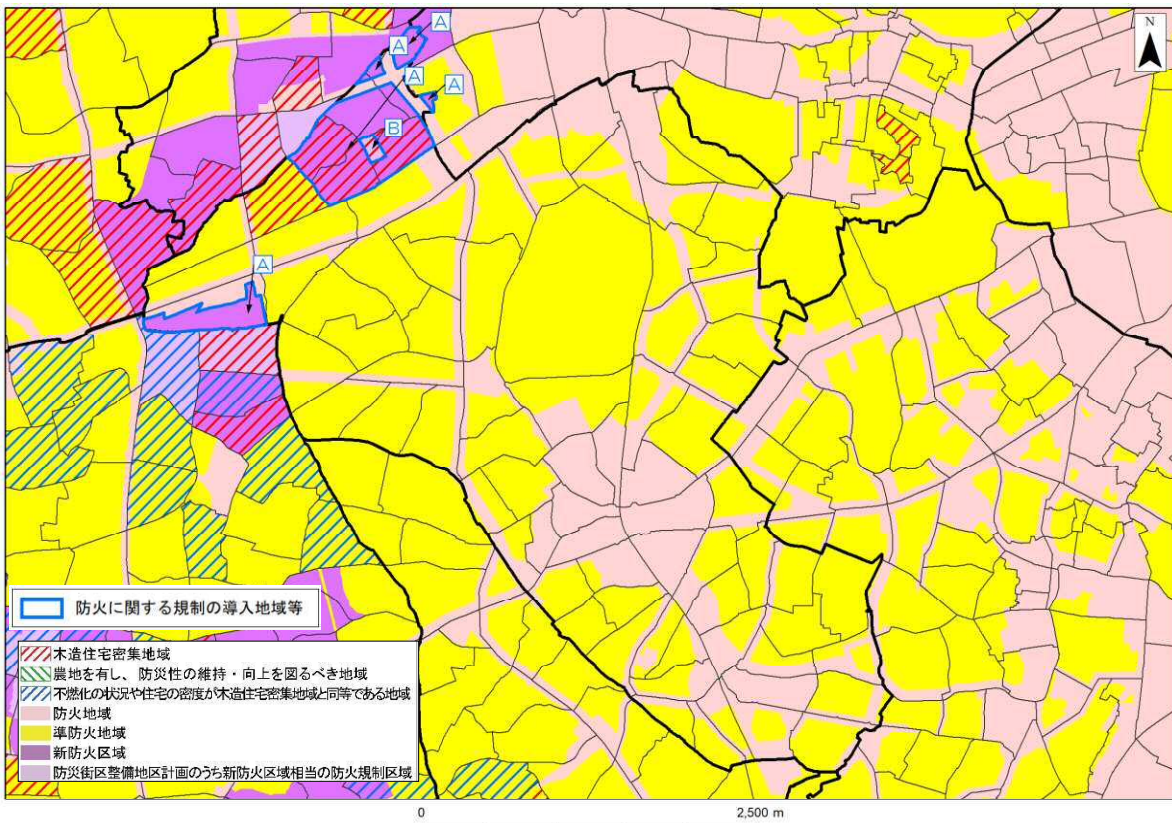 N
A
A
A
A
B
A
防火に関する規制の導入地域等
木造住宅密集地域
農地を有し、防災性の維持・向上を図るべき地域
不燃化の状況や住宅の密度が木造住宅密集地域と同等である地域
防火地域
準防火地域
新防火区域
防災街区整備地区計画のうち新防火区域相当の防火規制区域
0 2,500 m